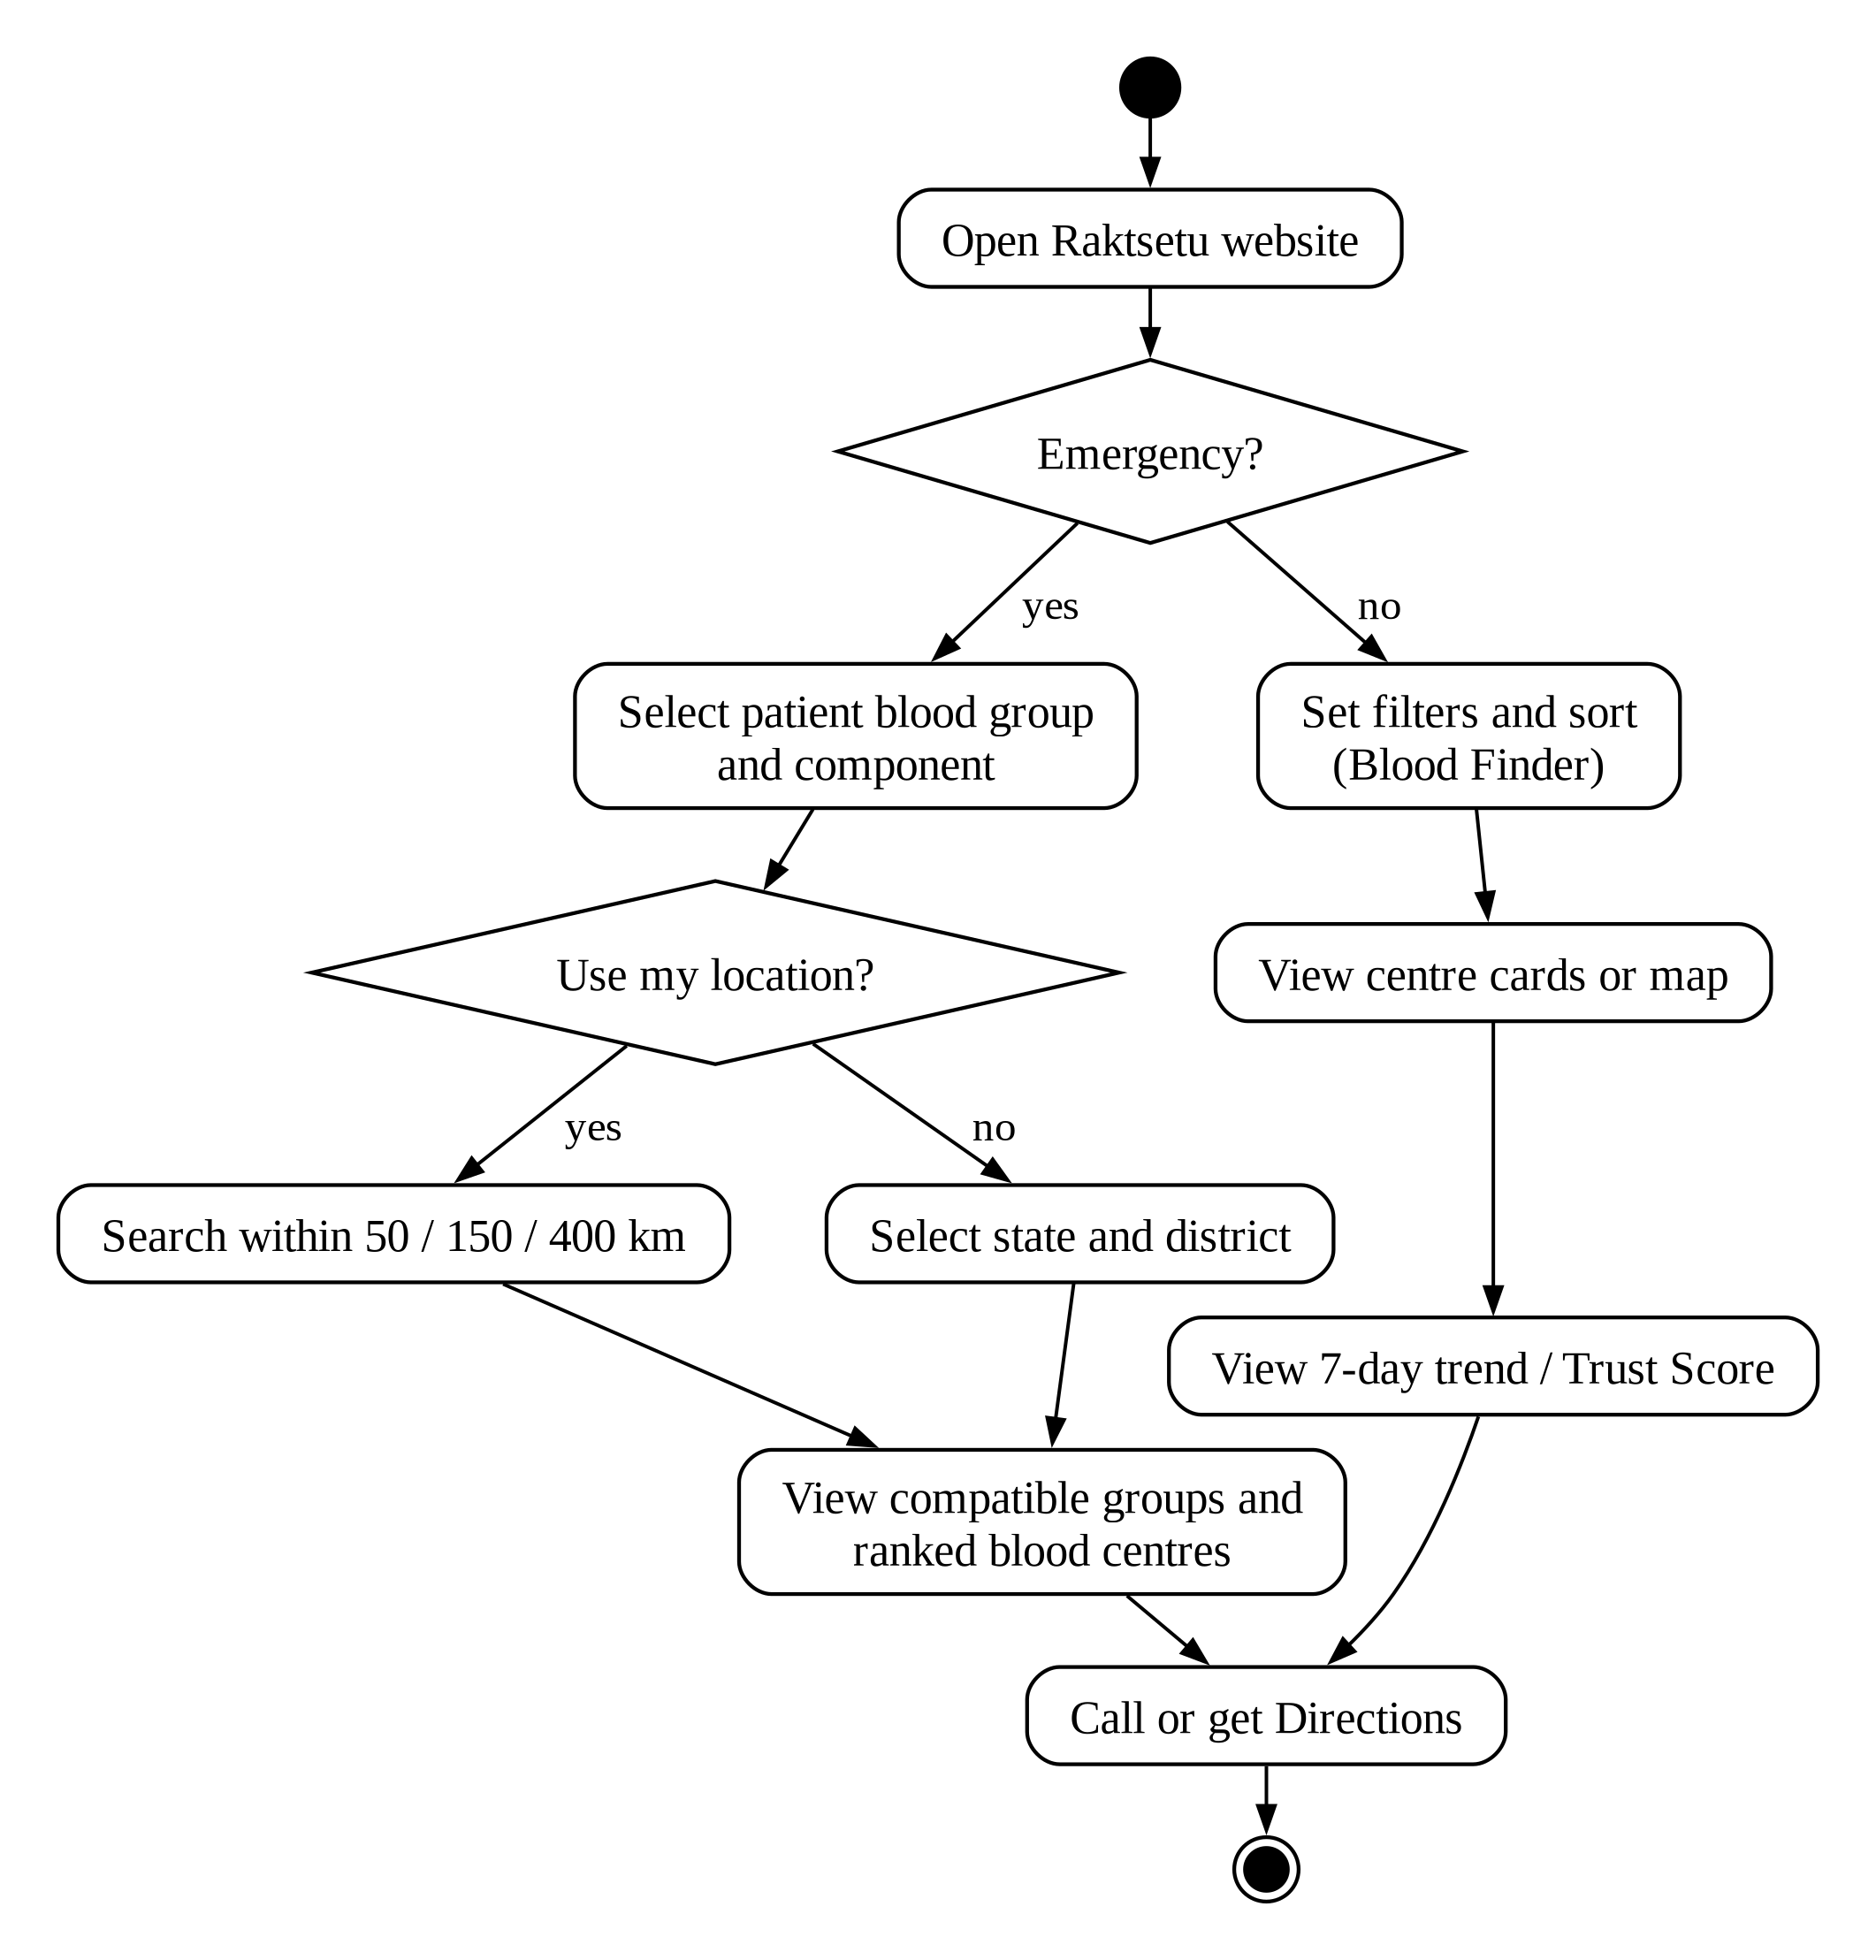 Open Raktsetu website
Emergency?
yes
no
Select patient blood group
and component
Set filters and sort
(Blood Finder)
Use my location?
View centre cards or map
yes
no
Search within 50 / 150 / 400 km
Select state and district
View 7-day trend / Trust Score
View compatible groups and
ranked blood centres
Call or get Directions